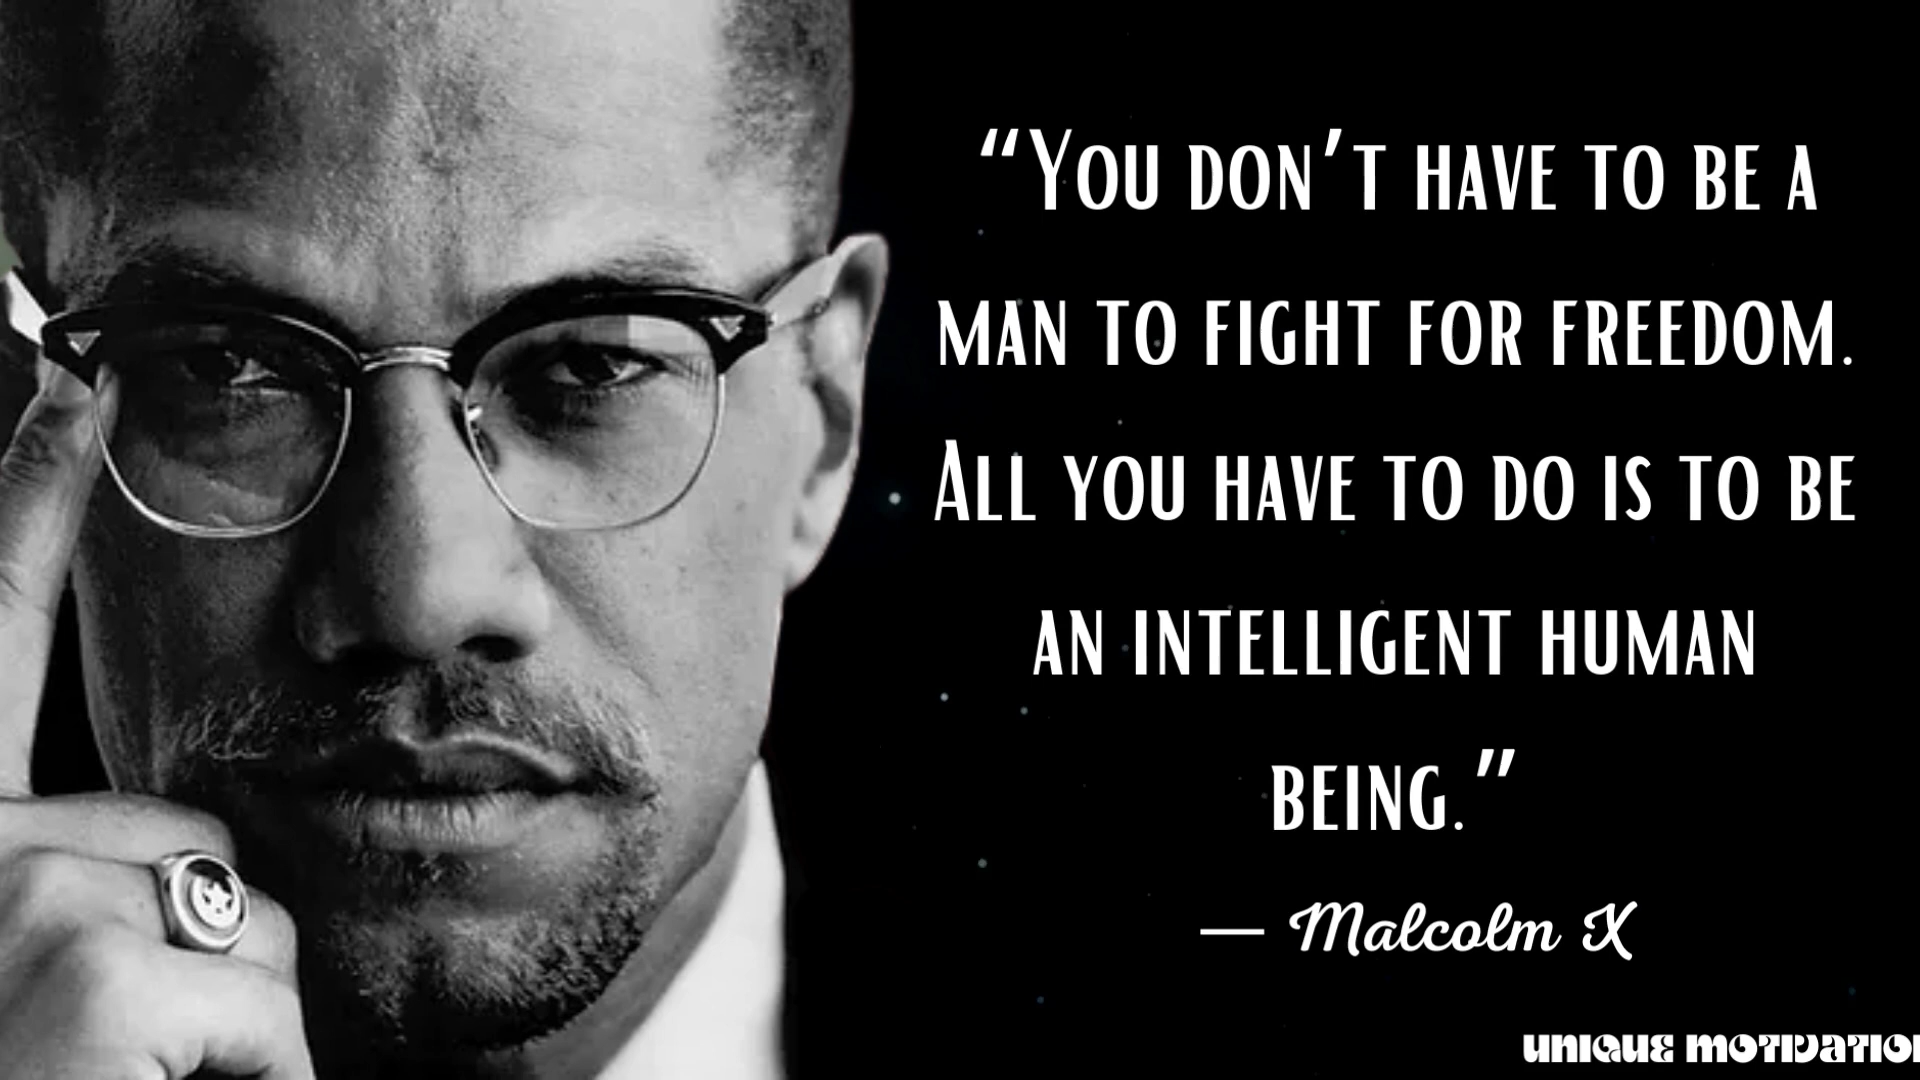 “You don’t have to be a
man to fight for freedom.
All you have to do is to be
an intelligent human
being.”
— Malcolm X
UNIQUE MOTIVATION